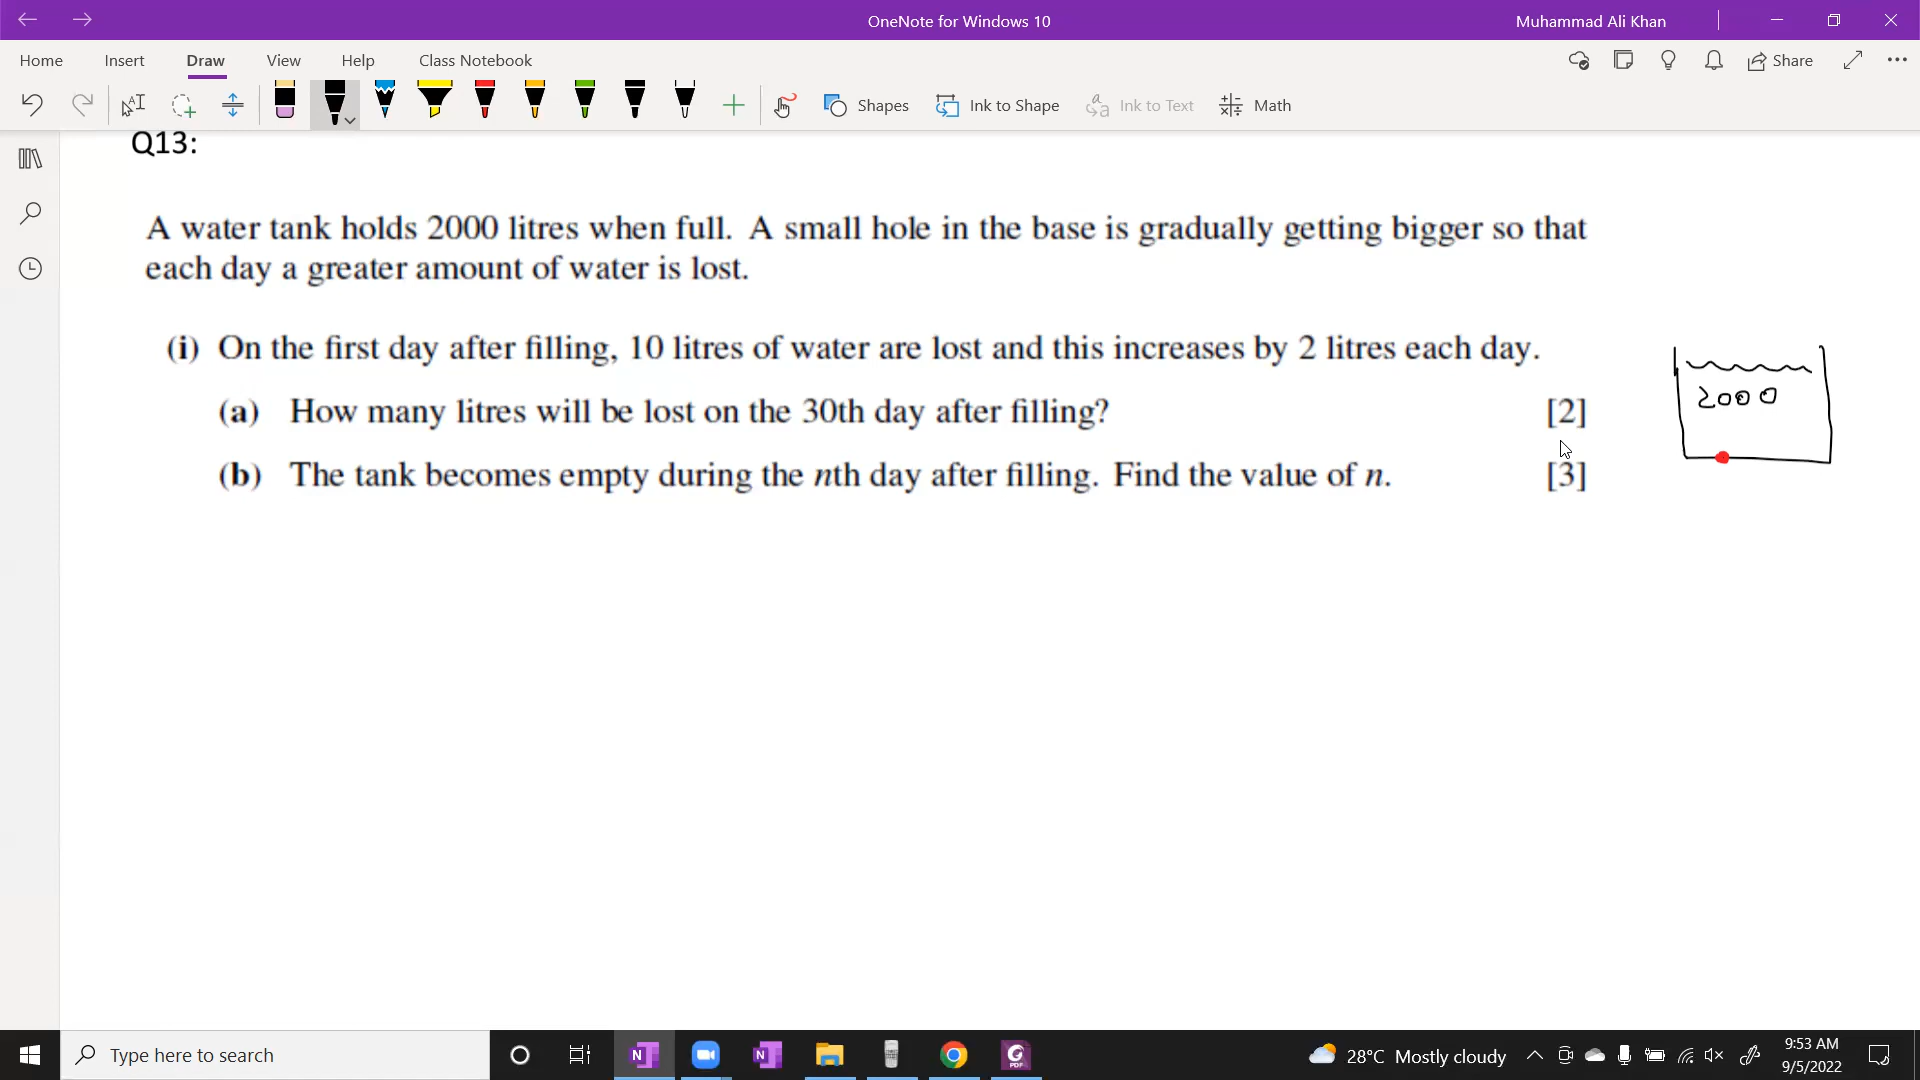 OneNote for Windows 10
Muhammad Ali Khan
Home Insert Draw View Help Class Notebook
Share
Shapes Ink to Shape Ink to Text Math
Q13:
A water tank holds 2000 litres when full. A small hole in the base is gradually getting bigger so that
each day a greater amount of water is lost.
(i) On the first day after filling, 10 litres of water are lost and this increases by 2 litres each day.
(a) How many litres will be lost on the 30th day after filling? [2]
(b) The tank becomes empty during the nth day after filling. Find the value of n. [3]
2000
Type here to search
28°C Mostly cloudy
9:53 AM
9/5/2022